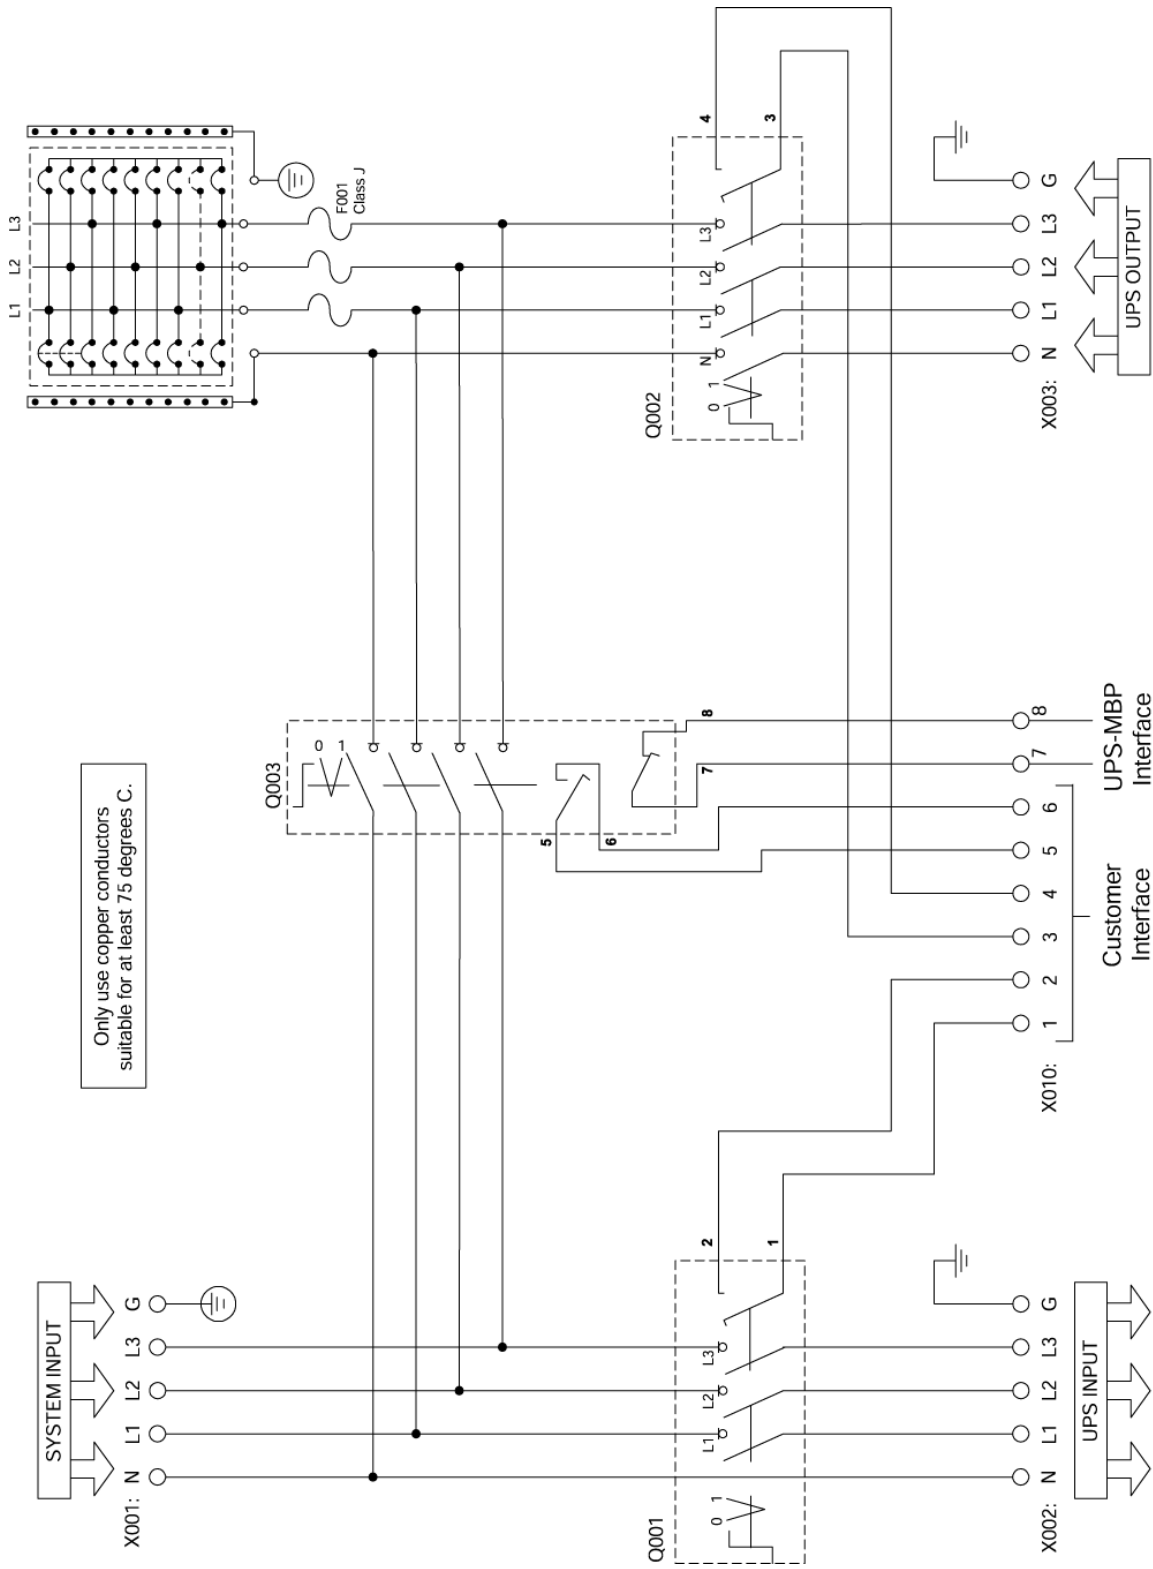 L3
L2
L1
F001
Class J
4
3
L3
L2
L1
N
1
0
Q002
G
L3
L2
L1
N
X003:
UPS OUTPUT
Q003
0
1
5
6
7
8
8
7
UPS-MBP
Interface
6
5
4
3
2
1
Customer
Interface
X010:
Only use copper conductors
suitable for at least 75 degrees C.
SYSTEM INPUT
G
L3
L2
L1
N
X001:
2
1
L3
L2
L1
1
0
Q001
G
L3
L2
L1
N
X002:
UPS INPUT